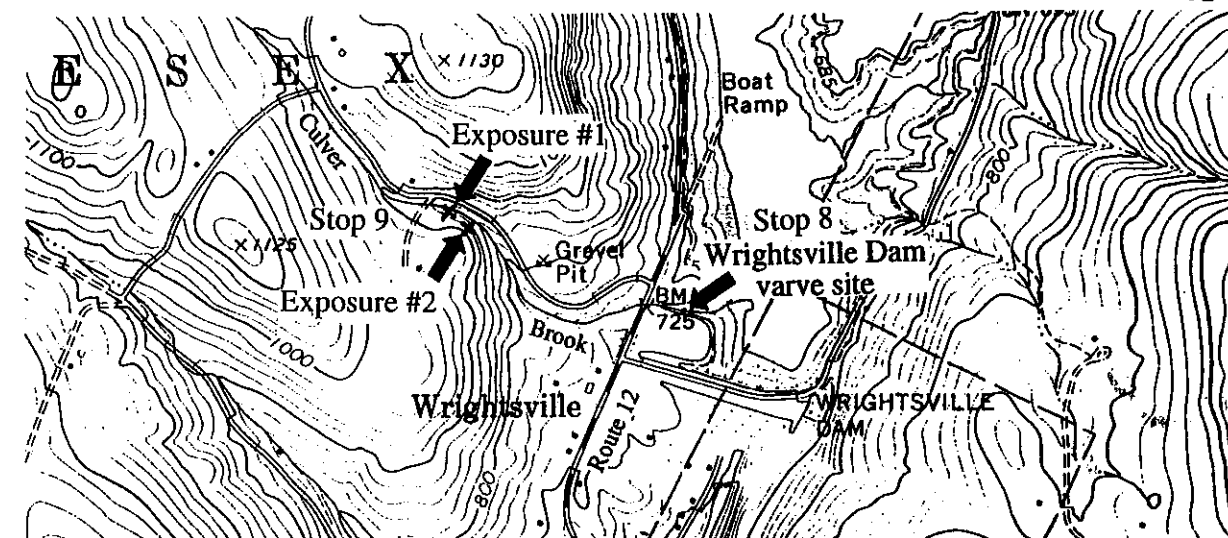 E S E X
× 1130
Boat
Ramp
685
Culver
Exposure #1
1100
800
Stop 9
Stop 8
× 1125
Gravel
Pit
Wrightsville Dam
varve site
Exposure #2
BM
725
Brook
1000
Wrightsville
WRIGHTSVILLE
DAM
Route 12
800